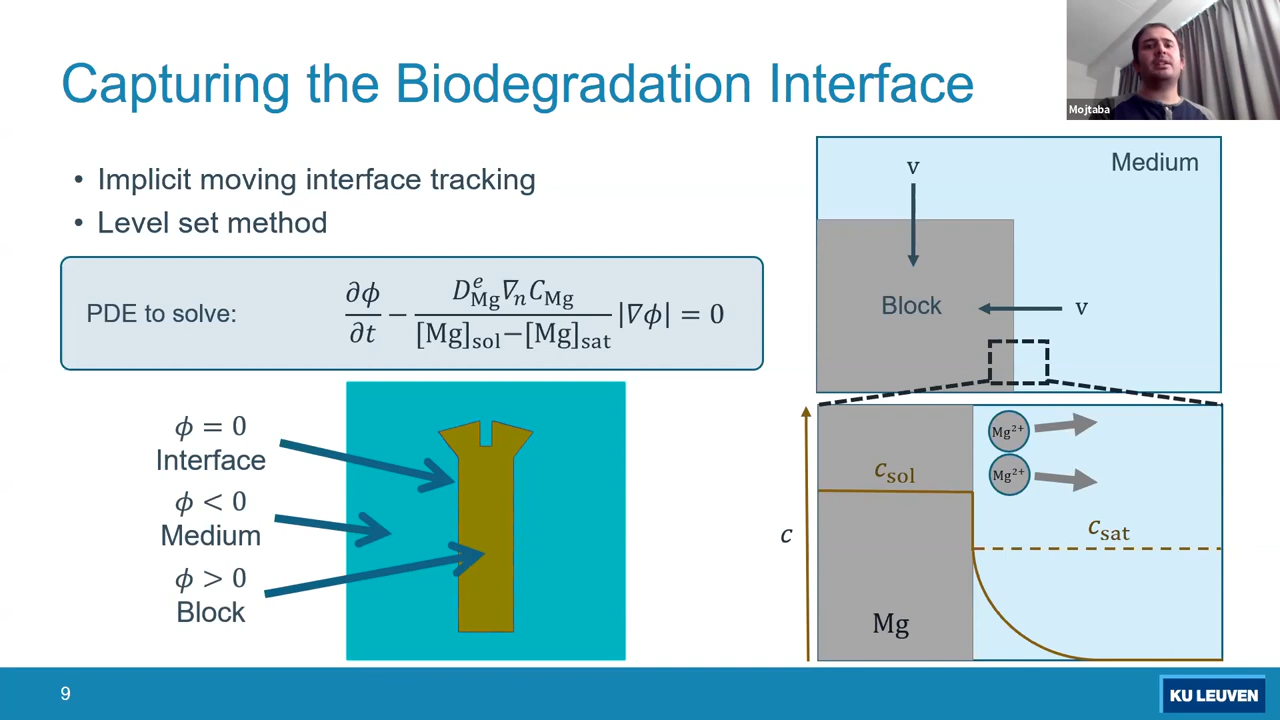 Capturing the Biodegradation Interface
Mojtaba
• Implicit moving interface tracking
• Level set method
PDE to solve:
∂ϕ/∂t − (D^e_Mg ∇_n C_Mg)/([Mg]_sol−[Mg]_sat) |∇ϕ| = 0
ϕ = 0
Interface
ϕ < 0
Medium
ϕ > 0
Block
Medium
v
Block
v
Mg²⁺
Mg²⁺
c_sol
c_sat
c
Mg
9
KU LEUVEN